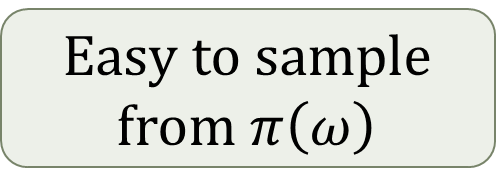 Easy to sample
from 𝜋(𝜔)